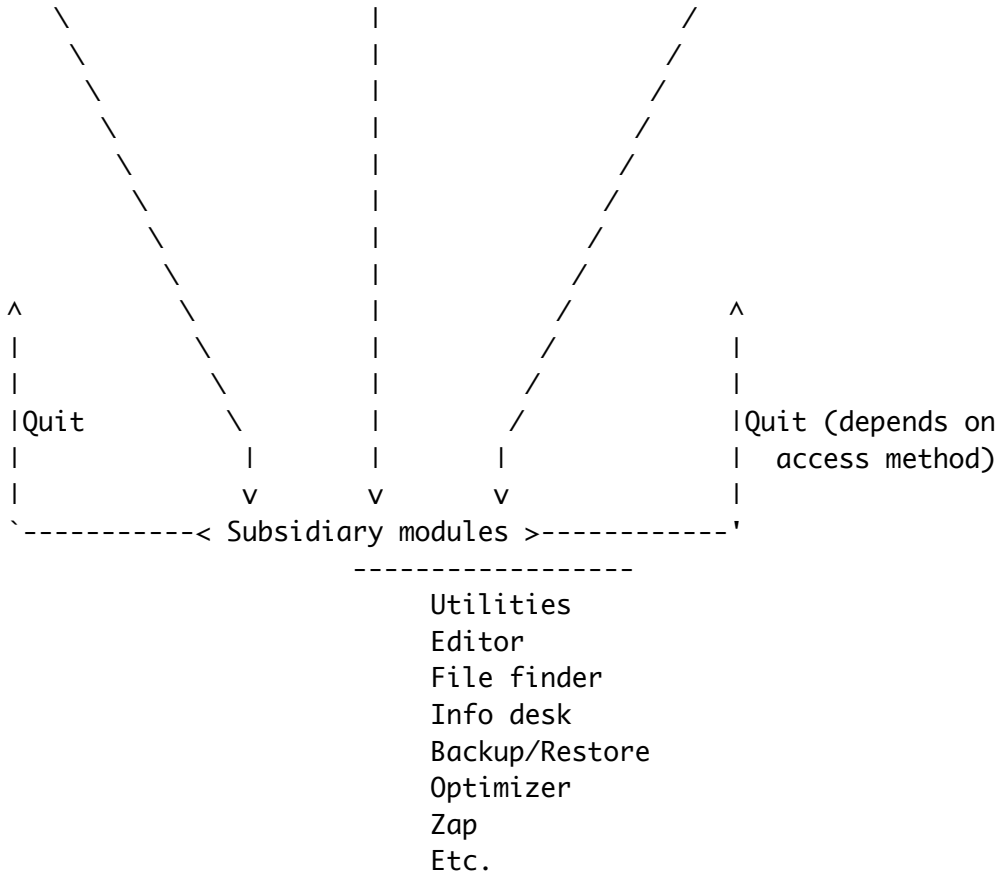 |Quit |Quit (depends on
access method)
`-----------< Subsidiary modules >------------'
------------------
Utilities
Editor
File finder
Info desk
Backup/Restore
Optimizer
Zap
Etc.